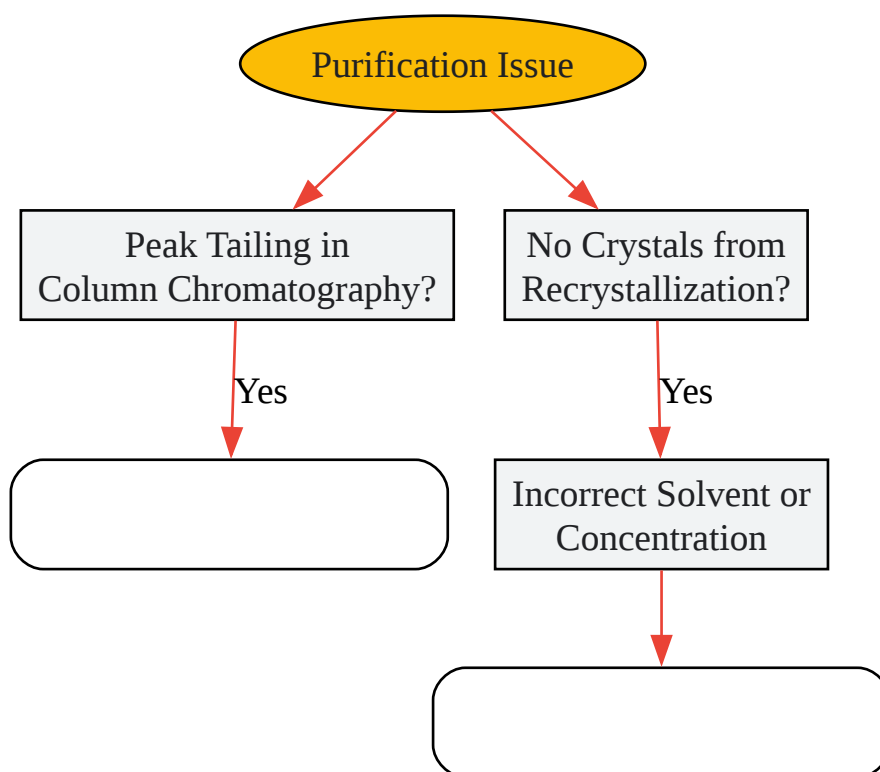 Purification Issue
Peak Tailing in
Column Chromatography?
No Crystals from
Recrystallization?
Yes
Yes
Incorrect Solvent or
Concentration